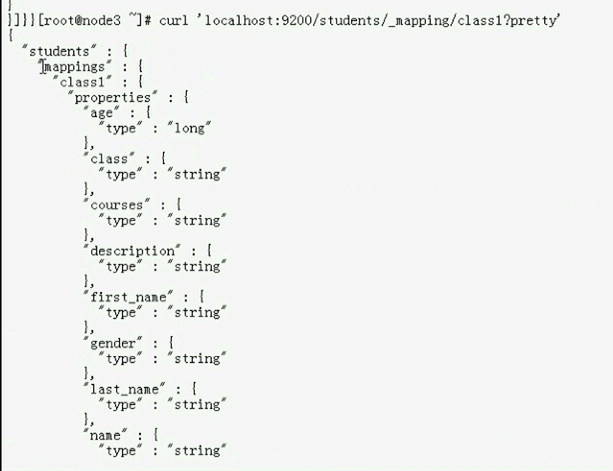 }
}]}}[root@node3 ~]# curl 'localhost:9200/students/_mapping/class1?pretty'
{
"students" : {
"mappings" : {
"class1" : {
"properties" : {
"age" : {
"type" : "long"
},
"class" : {
"type" : "string"
},
"courses" : {
"type" : "string"
},
"description" : {
"type" : "string"
},
"first_name" : {
"type" : "string"
},
"gender" : {
"type" : "string"
},
"last_name" : {
"type" : "string"
},
"name" : {
"type" : "string"